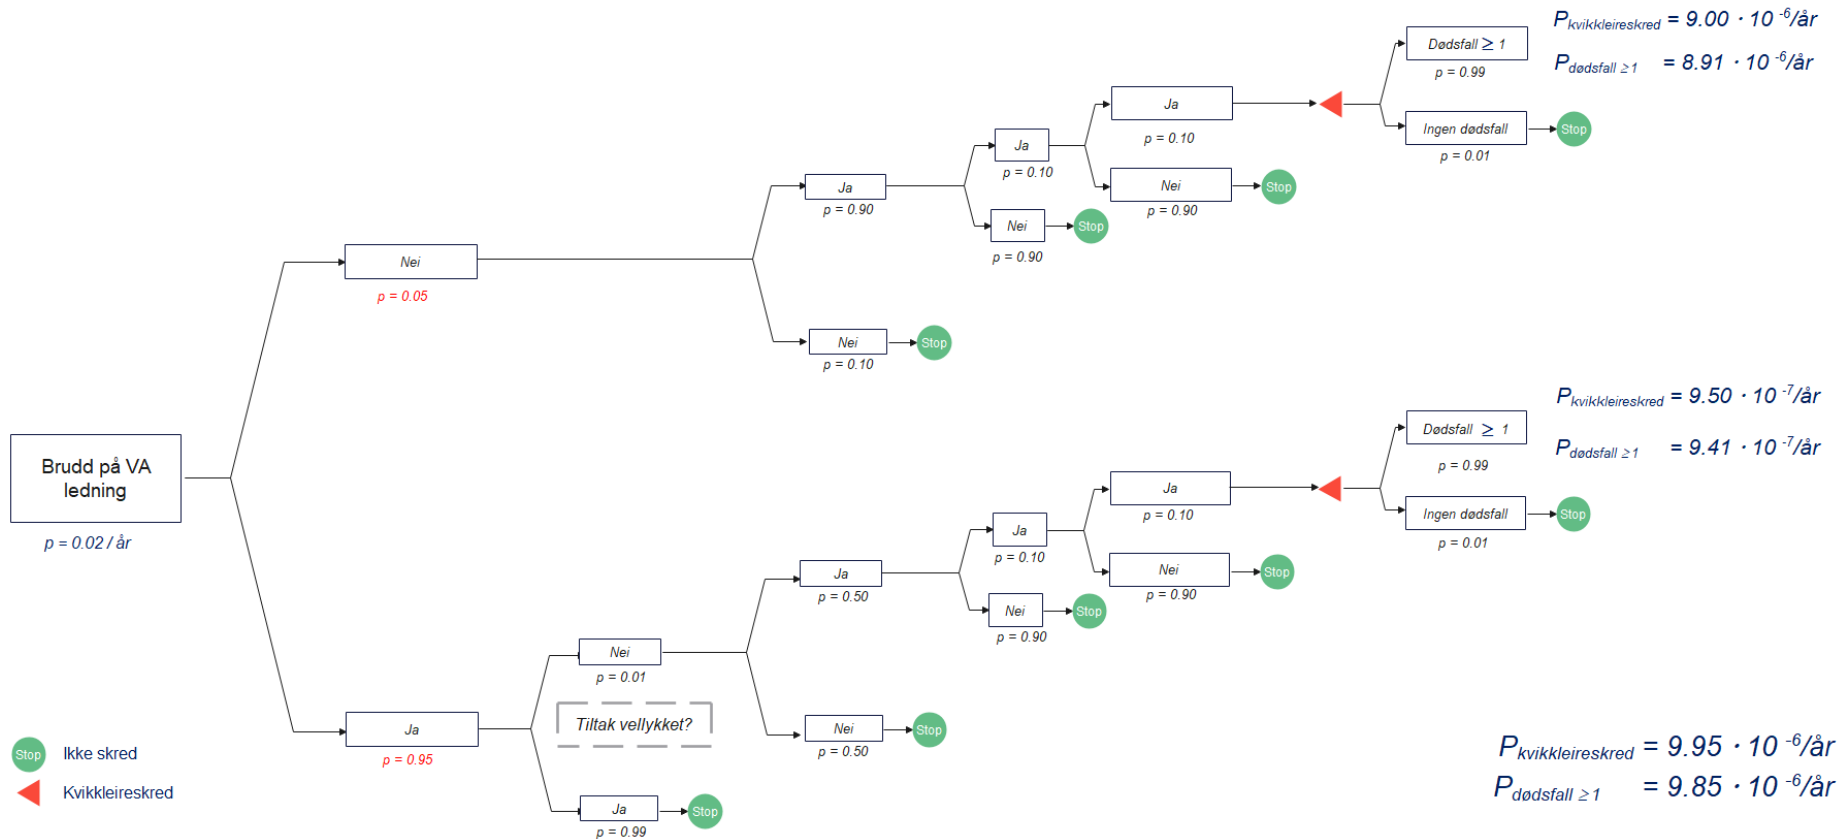 P kvikkleireskred = 9.00 · 10 -6/år
P dødsfall ≥ 1 = 8.91 · 10 -6/år
Dødsfall ≥ 1
p = 0.99
Ingen dødsfall
Stop
p = 0.01
Ja
p = 0.10
Nei
Stop
p = 0.90
Ja
p = 0.10
Nei
Stop
p = 0.90
Ja
p = 0.90
Nei
p = 0.05
Nei
Stop
p = 0.10
Brudd på VA
ledning
p = 0.02 / år
P kvikkleireskred = 9.50 · 10 -7/år
P dødsfall ≥ 1 = 9.41 · 10 -7/år
Dødsfall ≥ 1
p = 0.99
Ingen dødsfall
Stop
p = 0.01
Ja
p = 0.10
Nei
Stop
p = 0.90
Ja
p = 0.10
Nei
Stop
p = 0.90
Ja
p = 0.50
Nei
p = 0.01
Tiltak vellykket?
Nei
Stop
p = 0.50
Ja
p = 0.95
Ja
Stop
p = 0.99
Stop
Ikke skred
Kvikkleireskred
P kvikkleireskred = 9.95 · 10 -6/år
P dødsfall ≥ 1 = 9.85 · 10 -6/år